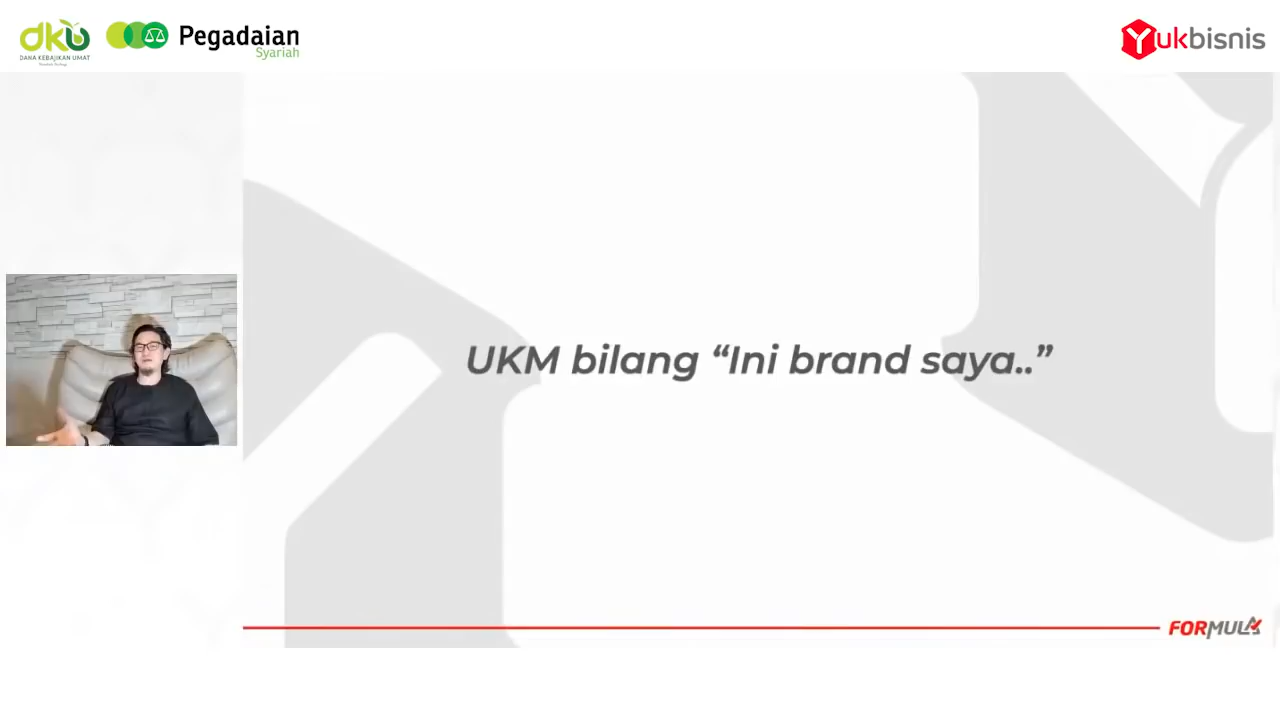 dku
DANA KEBAJIKAN UMAT
Pegadaian
Syariah
Yukbisnis
UKM bilang “Ini brand saya..”
FORMULA